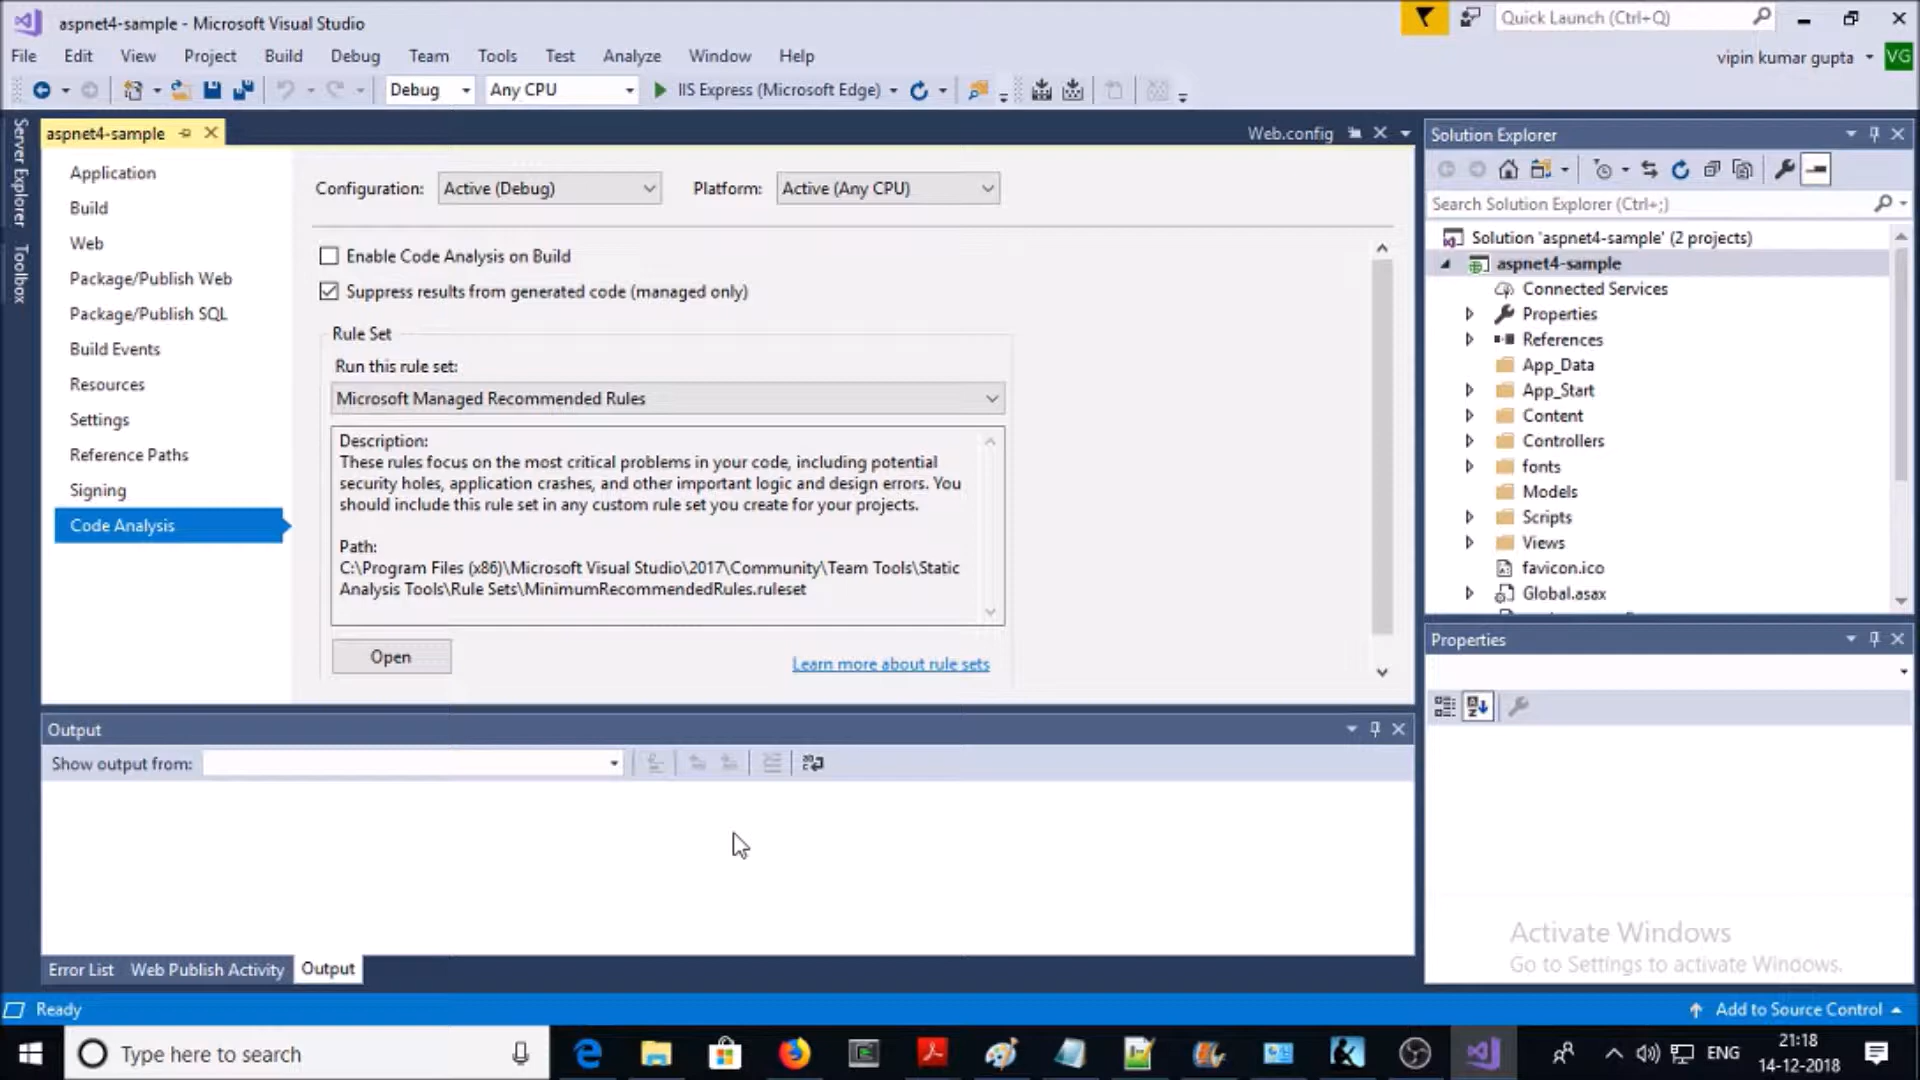 aspnet4-sample - Microsoft Visual Studio
Quick Launch (Ctrl+Q)
File Edit View Project Build Debug Team Tools Test Analyze Window Help
vipin kumar gupta VG
Debug Any CPU IIS Express (Microsoft Edge)
Server Explorer
Toolbox
aspnet4-sample
Web.config
Application
Build
Web
Package/Publish Web
Package/Publish SQL
Build Events
Resources
Settings
Reference Paths
Signing
Code Analysis
Configuration: Active (Debug) Platform: Active (Any CPU)
Enable Code Analysis on Build
Suppress results from generated code (managed only)
Rule Set
Run this rule set:
Microsoft Managed Recommended Rules
Description:
These rules focus on the most critical problems in your code, including potential
security holes, application crashes, and other important logic and design errors. You
should include this rule set in any custom rule set you create for your projects.
Path:
C:\Program Files (x86)\Microsoft Visual Studio\2017\Community\Team Tools\Static
Analysis Tools\Rule Sets\MinimumRecommendedRules.ruleset
Open
Learn more about rule sets
Solution Explorer
Search Solution Explorer (Ctrl+;)
Solution 'aspnet4-sample' (2 projects)
aspnet4-sample
Connected Services
Properties
References
App_Data
App_Start
Content
Controllers
fonts
Models
Scripts
Views
favicon.ico
Global.asax
Properties
Output
Show output from:
Error List Web Publish Activity Output
Activate Windows
Go to Settings to activate Windows.
Ready
Add to Source Control
Type here to search
ENG
21:18
14-12-2018